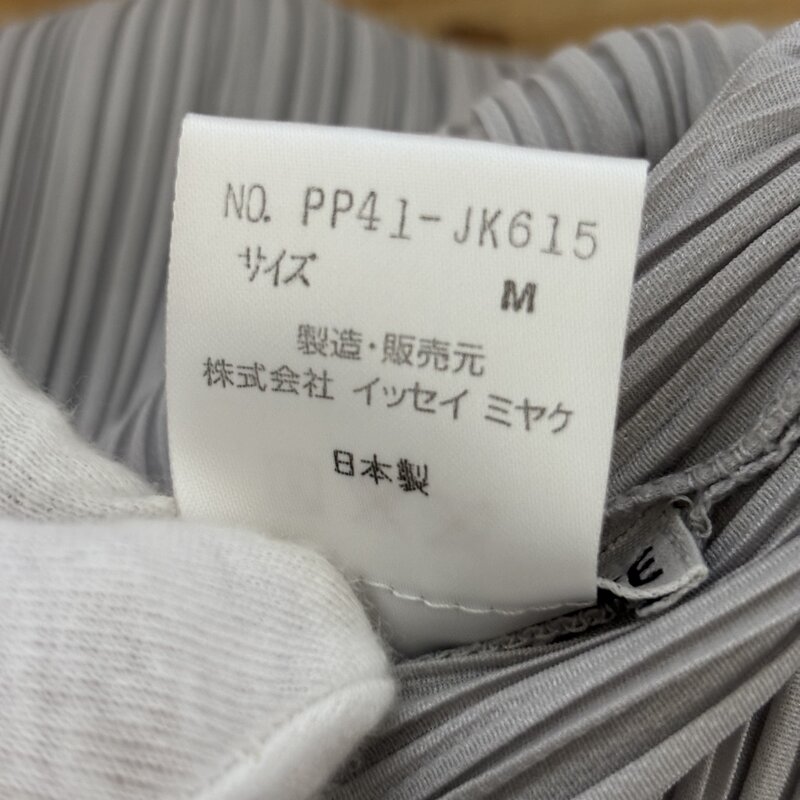 NO. PP41-JK615
サイズ M
製造・販売元
株式会社 イッセイ ミヤケ
日本製